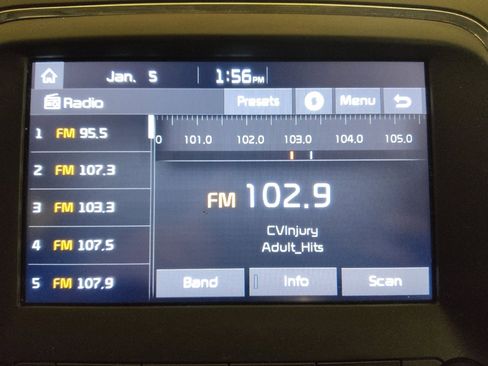 Jan. 5 1:56 PM
Radio Presets Menu
1 FM 95.5
2 FM 107.3
3 FM 103.3
4 FM 107.5
5 FM 107.9
0 101.0 102.0 103.0 104.0 105.0
FM 102.9
CVInjury
Adult_Hits
Band Info Scan